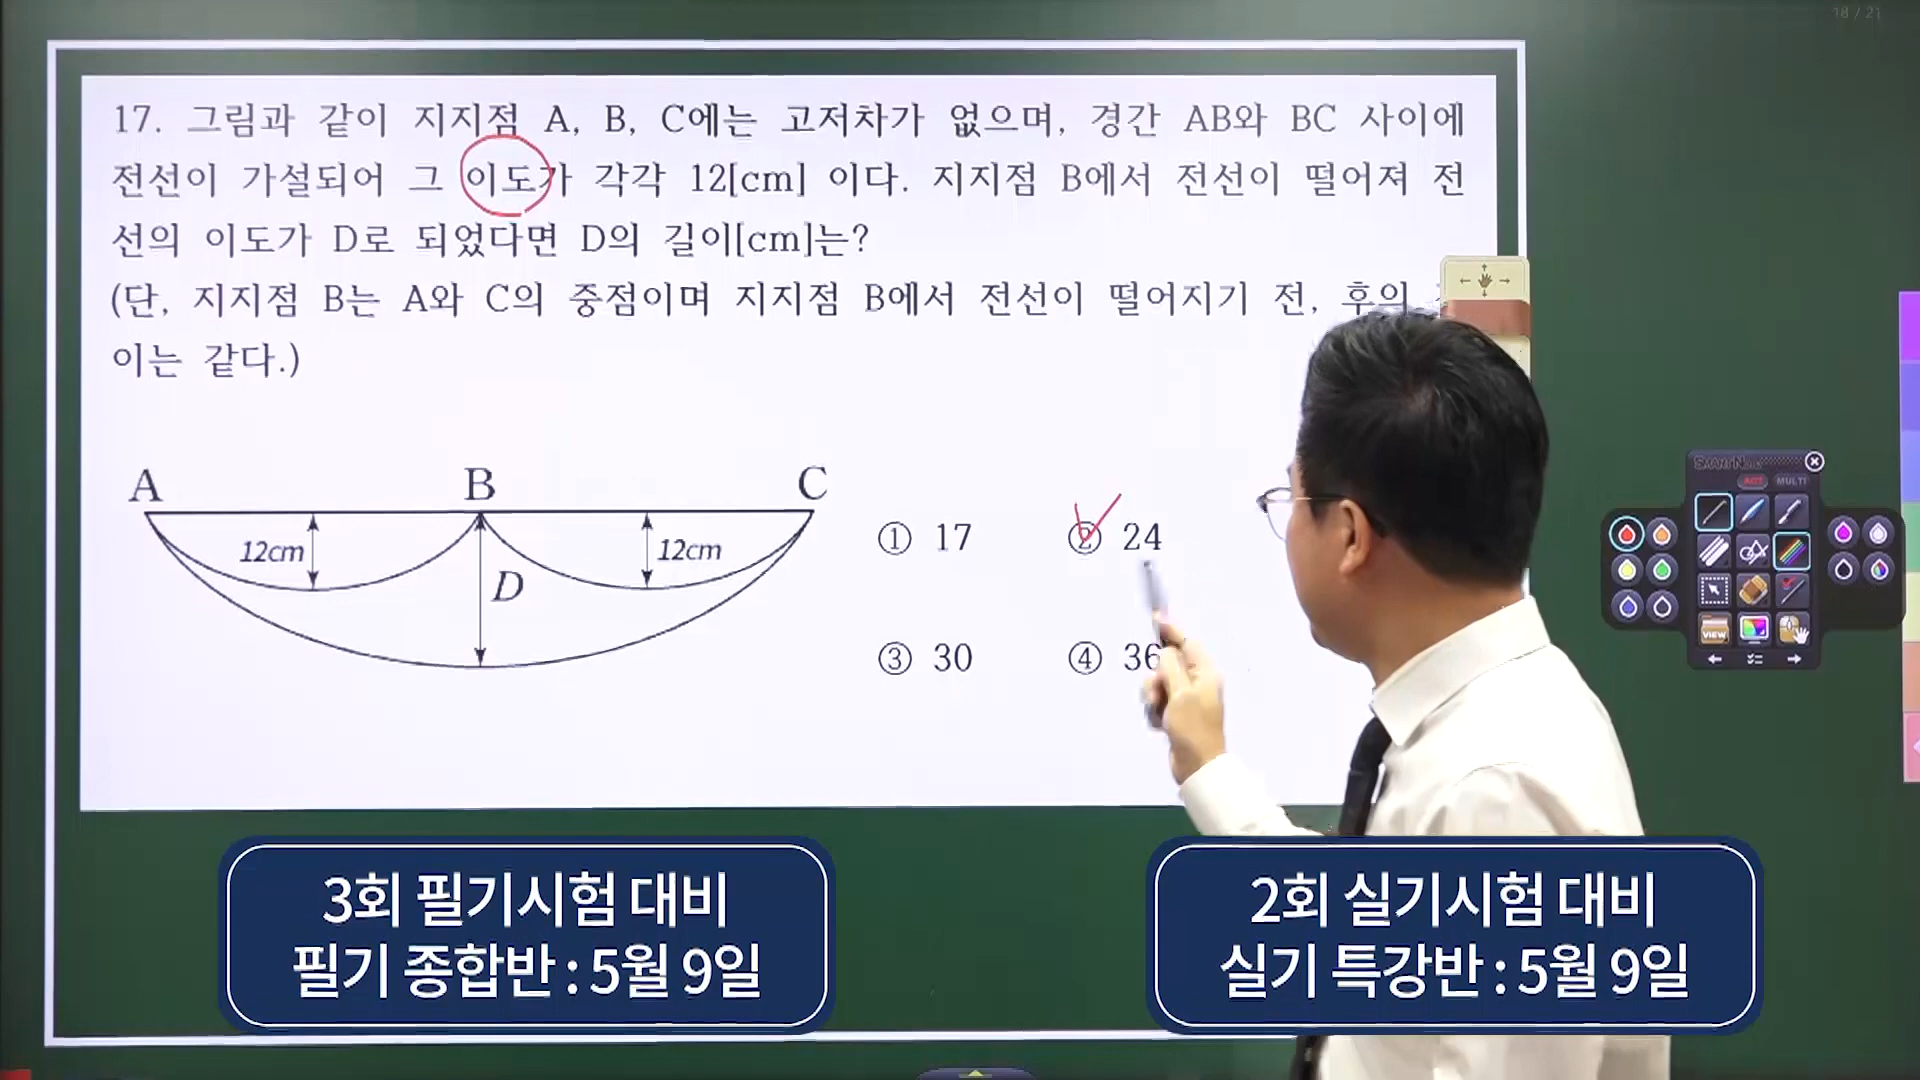 18 / 21
17. 그림과 같이 지지점 A, B, C에는 고저차가 없으며, 경간 AB와 BC 사이에
전선이 가설되어 그 이도가 각각 12[cm] 이다. 지지점 B에서 전선이 떨어져 전
선의 이도가 D로 되었다면 D의 길이[cm]는?
(단, 지지점 B는 A와 C의 중점이며 지지점 B에서 전선이 떨어지기 전, 후의
이는 같다.)
A B C
12cm D 12cm
① 17 ② 24
③ 30 ④ 36
MULTI
VIEW
3회 필기시험 대비
필기 종합반 : 5월 9일
2회 실기시험 대비
실기 특강반 : 5월 9일